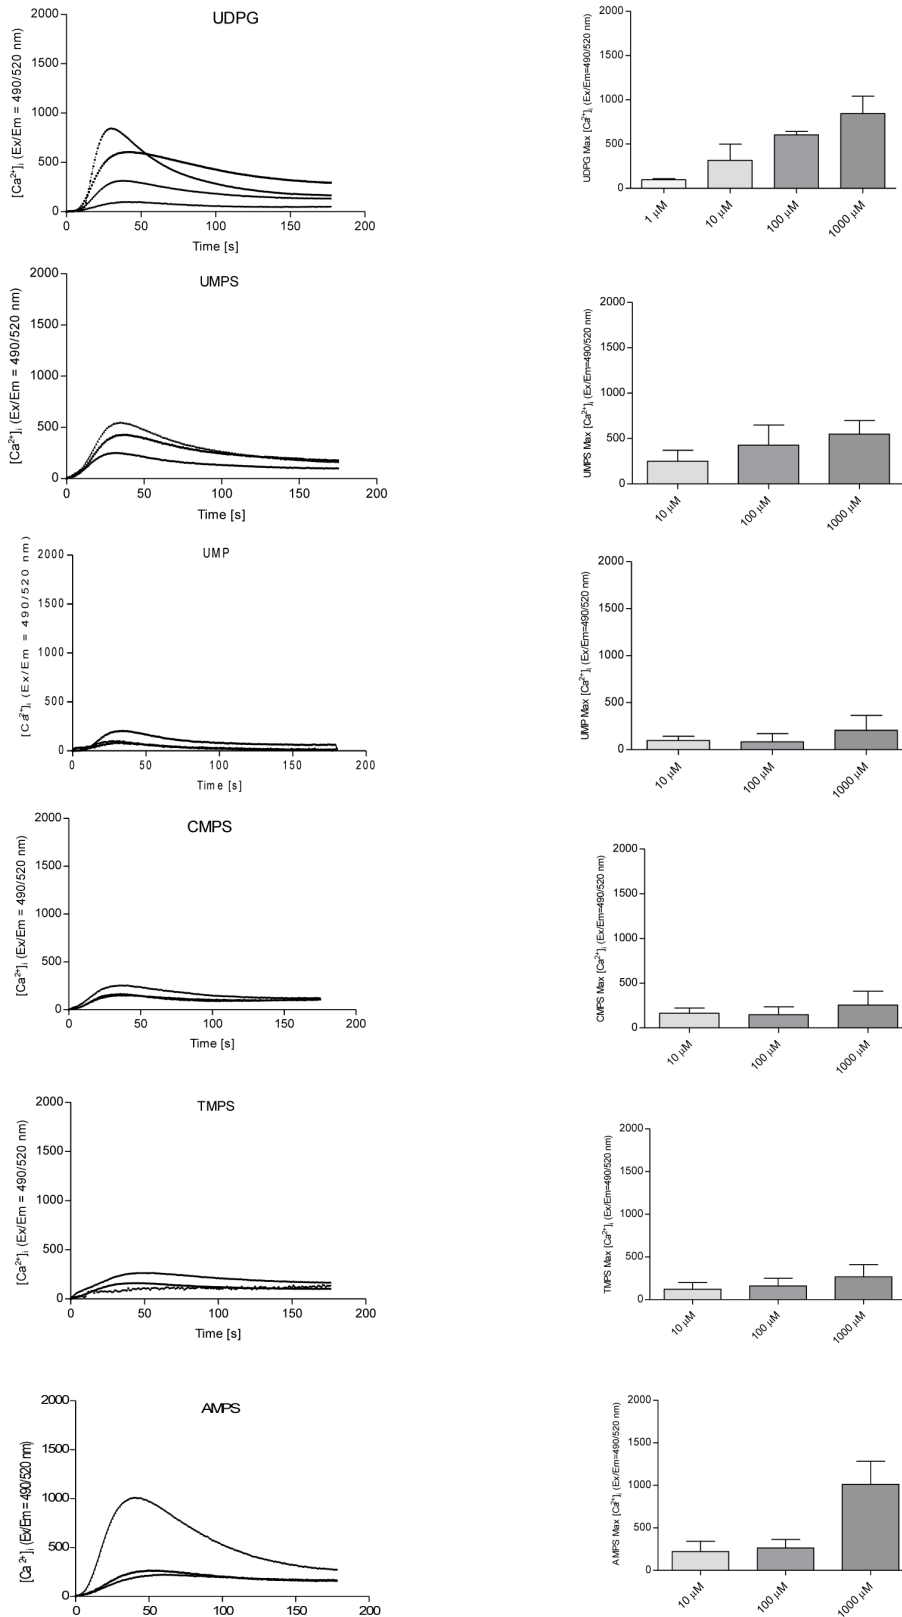 UDPG
2000
1500
1000
500
0
0 50 100 150 200
Time [s]
[Ca²⁺]ᵢ (Ex/Em = 490/520 nm)
2000
1500
1000
500
0
1 µM 10 µM 100 µM 1000 µM
UDPG Max [Ca²⁺]ᵢ (Ex/Em=490/520 nm)
UMPS
2000
1500
1000
500
0
0 50 100 150 200
Time [s]
[Ca²⁺]ᵢ (Ex/Em = 490/520 nm)
2000
1500
1000
500
0
10 µM 100 µM 1000 µM
UMPS Max [Ca²⁺]ᵢ (Ex/Em=490/520 nm)
UMP
2000
1500
1000
500
0
0 50 100 150 200
Time [s]
[Ca²⁺]ᵢ (Ex/Em = 490/520 nm)
2000
1500
1000
500
0
10 µM 100 µM 1000 µM
UMP Max [Ca²⁺]ᵢ (Ex/Em=490/520 nm)
CMPS
2000
1500
1000
500
0
0 50 100 150 200
Time [s]
[Ca²⁺]ᵢ (Ex/Em = 490/520 nm)
2000
1500
1000
500
0
10 µM 100 µM 1000 µM
CMPS Max [Ca²⁺]ᵢ (Ex/Em=490/520 nm)
TMPS
2000
1500
1000
500
0
0 50 100 150 200
Time [s]
[Ca²⁺]ᵢ (Ex/Em = 490/520 nm)
2000
1500
1000
500
0
10 µM 100 µM 1000 µM
TMPS Max [Ca²⁺]ᵢ (Ex/Em=490/520 nm)
AMPS
2000
1500
1000
500
0
0 50 100 150 200
[Ca²⁺]ᵢ (Ex/Em = 490/520 nm)
2000
1500
1000
500
0
10 µM 100 µM 1000 µM
AMPS Max [Ca²⁺]ᵢ (Ex/Em=490/520 nm)